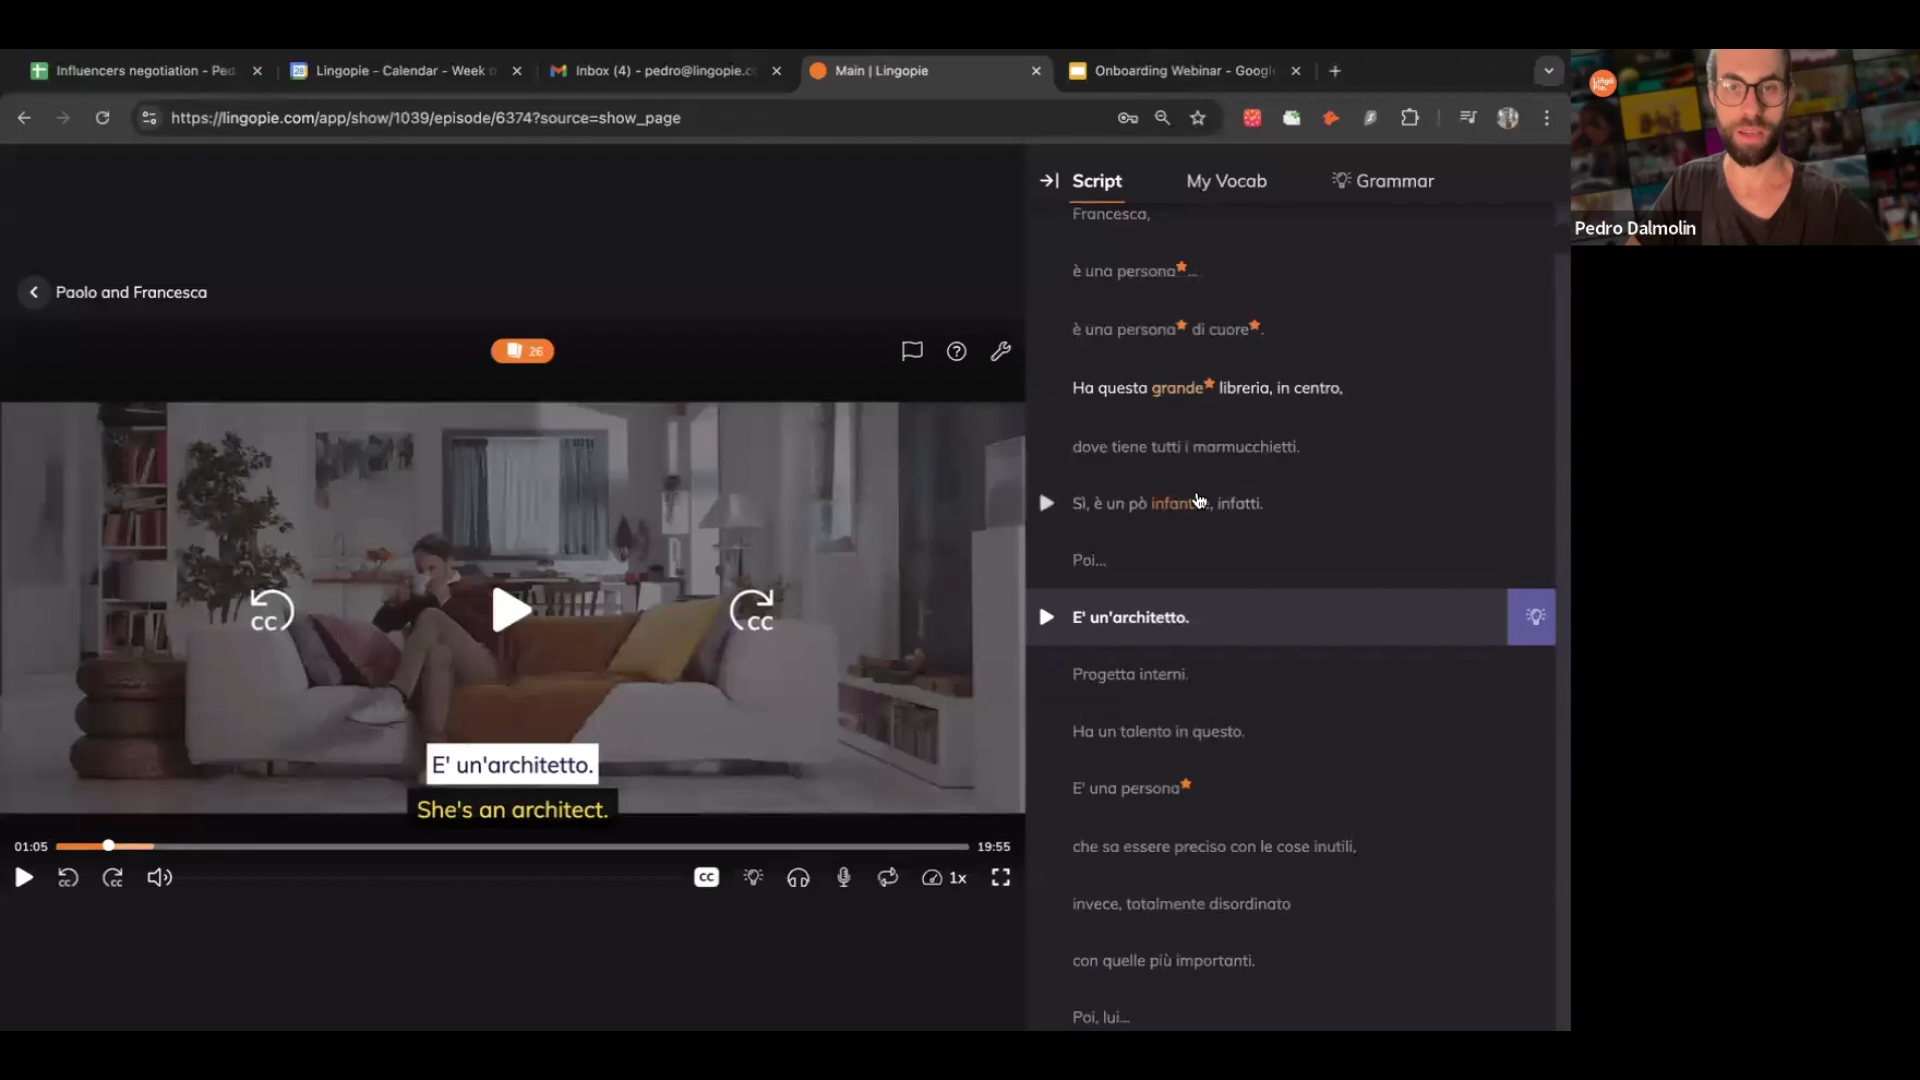 Influencers negotiation - Ped
Lingopie - Calendar - Week o
Inbox (4) - pedro@lingopie.c
Main | Lingopie
Onboarding Webinar - Googl
https://lingopie.com/app/show/1039/episode/6374?source=show_page
Lingo
Pie.
Pedro Dalmolin
Script
My Vocab
Grammar
Paolo and Francesca
26
CC
CC
E' un'architetto.
She's an architect.
01:05
19:55
CC
1x
Francesca,
è una persona...
è una persona di cuore.
Ha questa grande libreria, in centro,
dove tiene tutti i marmucchietti.
Sì, è un pò infatti.
Poi...
E' un'architetto.
Progetta interni.
Ha un talento in questo.
E' una persona
che sa essere preciso con le cose inutili,
invece, totalmente disordinato
con quelle più importanti.
Poi, lui...